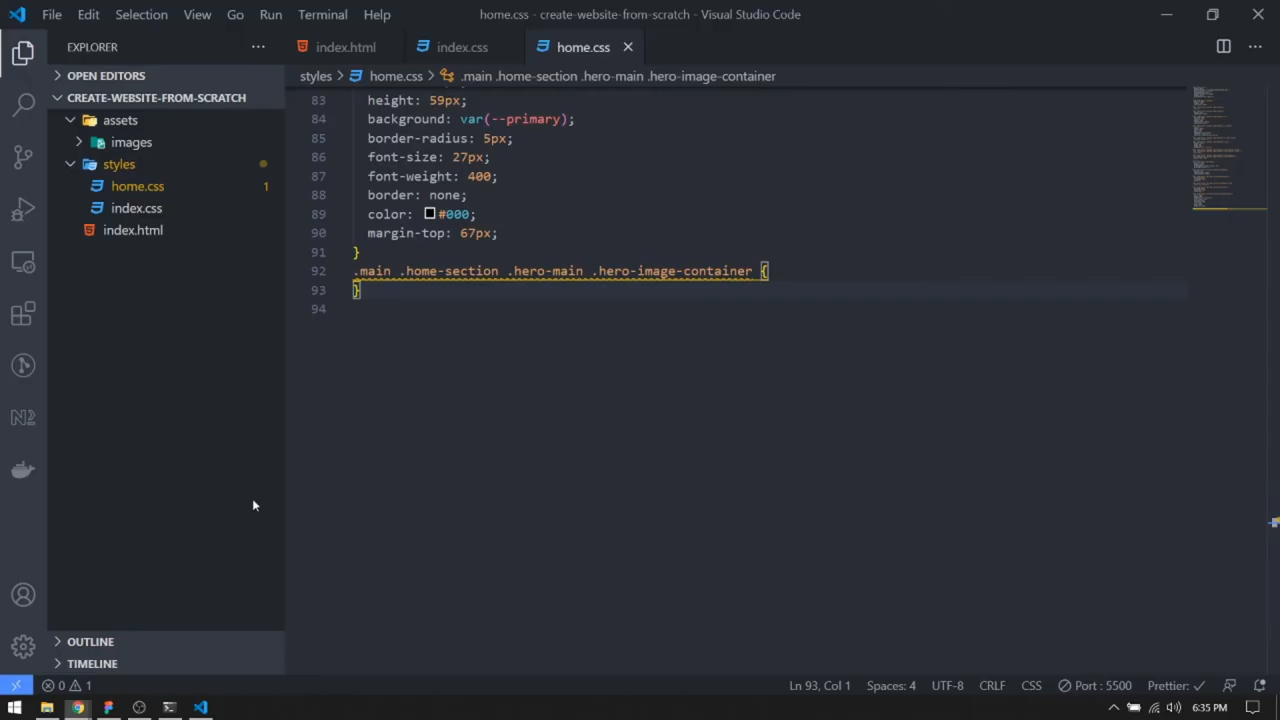 File Edit Selection View Go Run Terminal Help
home.css - create-website-from-scratch - Visual Studio Code
EXPLORER
index.html
index.css
home.css
OPEN EDITORS
CREATE-WEBSITE-FROM-SCRATCH
assets
images
styles
home.css 1
index.css
index.html
OUTLINE
TIMELINE
styles > home.css > .main .home-section .hero-main .hero-image-container
83 height: 59px;
84 background: var(--primary);
85 border-radius: 5px;
86 font-size: 27px;
87 font-weight: 400;
88 border: none;
89 color: #000;
90 margin-top: 67px;
91 }
92 .main .home-section .hero-main .hero-image-container {
93 }
94
0 1
Ln 93, Col 1 Spaces: 4 UTF-8 CRLF CSS Port : 5500 Prettier: ✓
6:35 PM